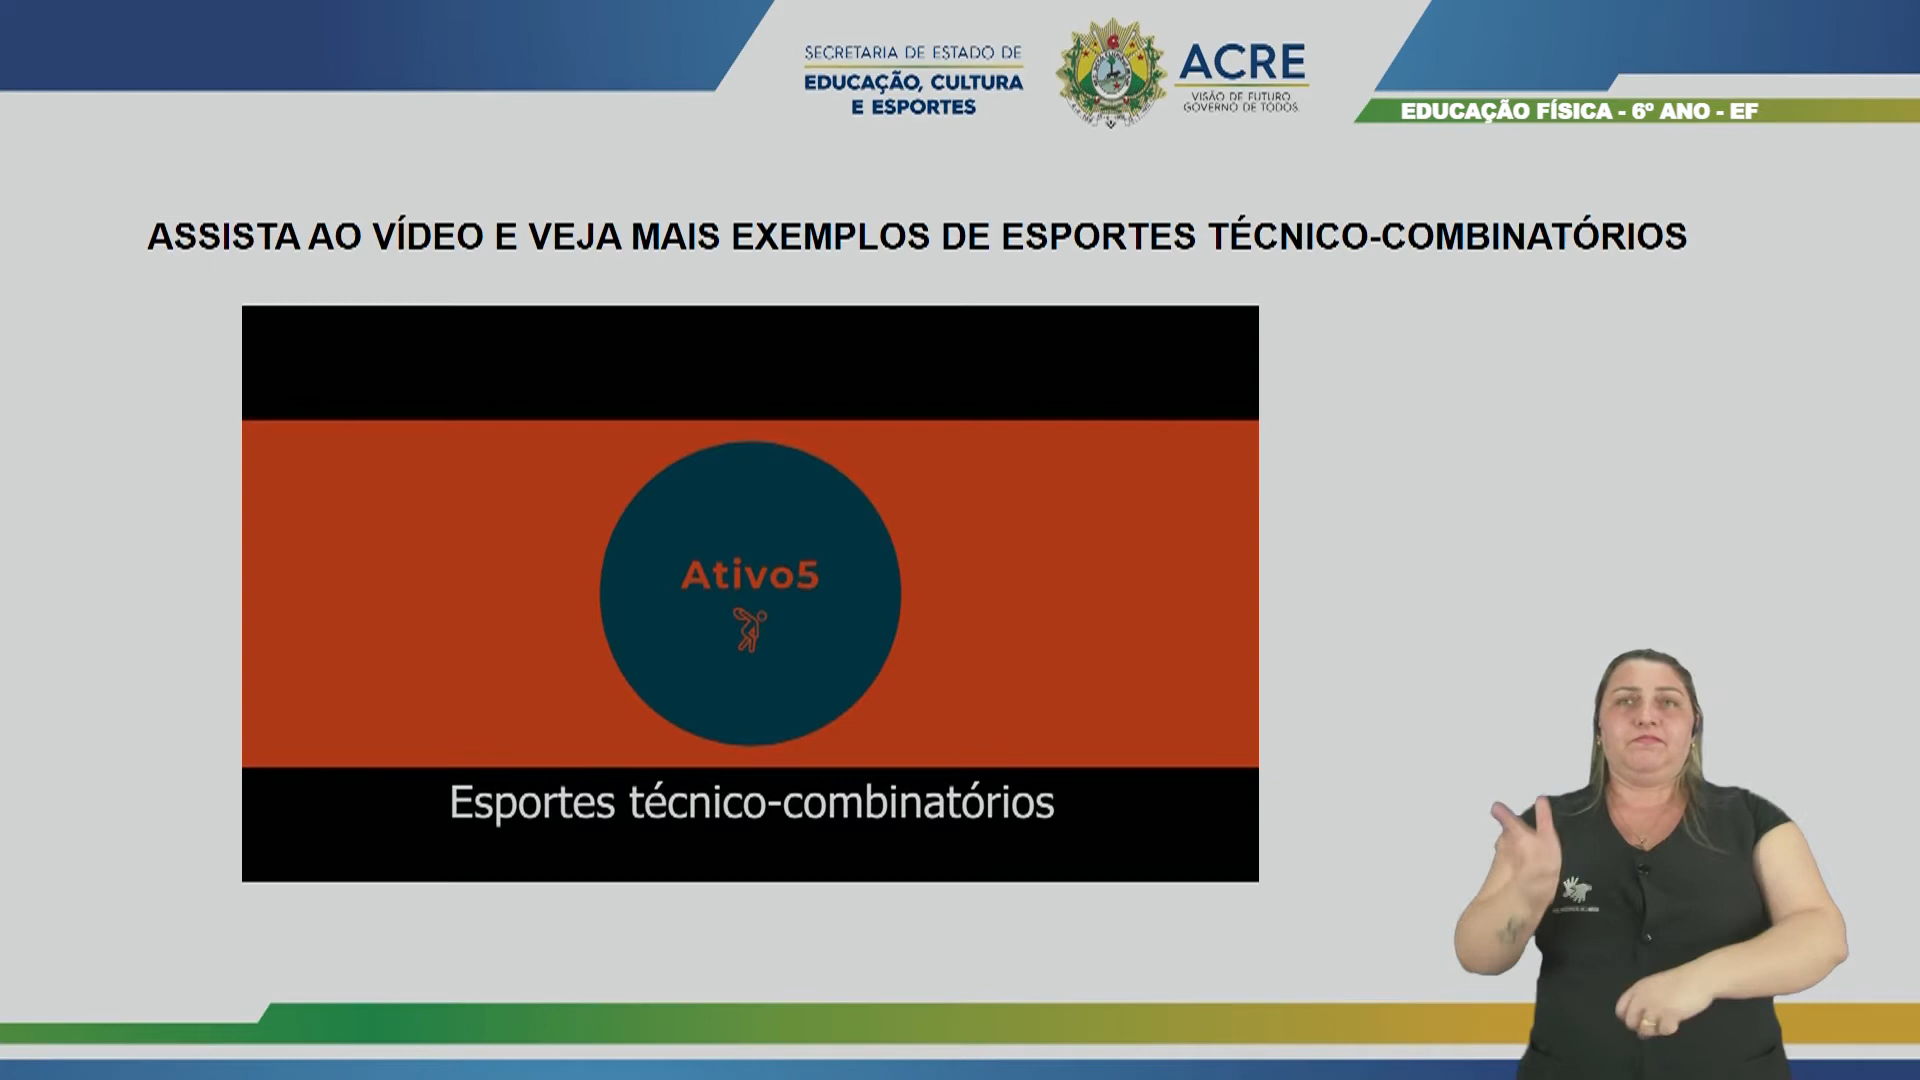 SECRETARIA DE ESTADO DE
EDUCAÇÃO, CULTURA
E ESPORTES
ACRE
VISÃO DE FUTURO
GOVERNO DE TODOS
EDUCAÇÃO FÍSICA - 6º ANO - EF
ASSISTA AO VÍDEO E VEJA MAIS EXEMPLOS DE ESPORTES TÉCNICO-COMBINATÓRIOS
Ativo5
Esportes técnico-combinatórios